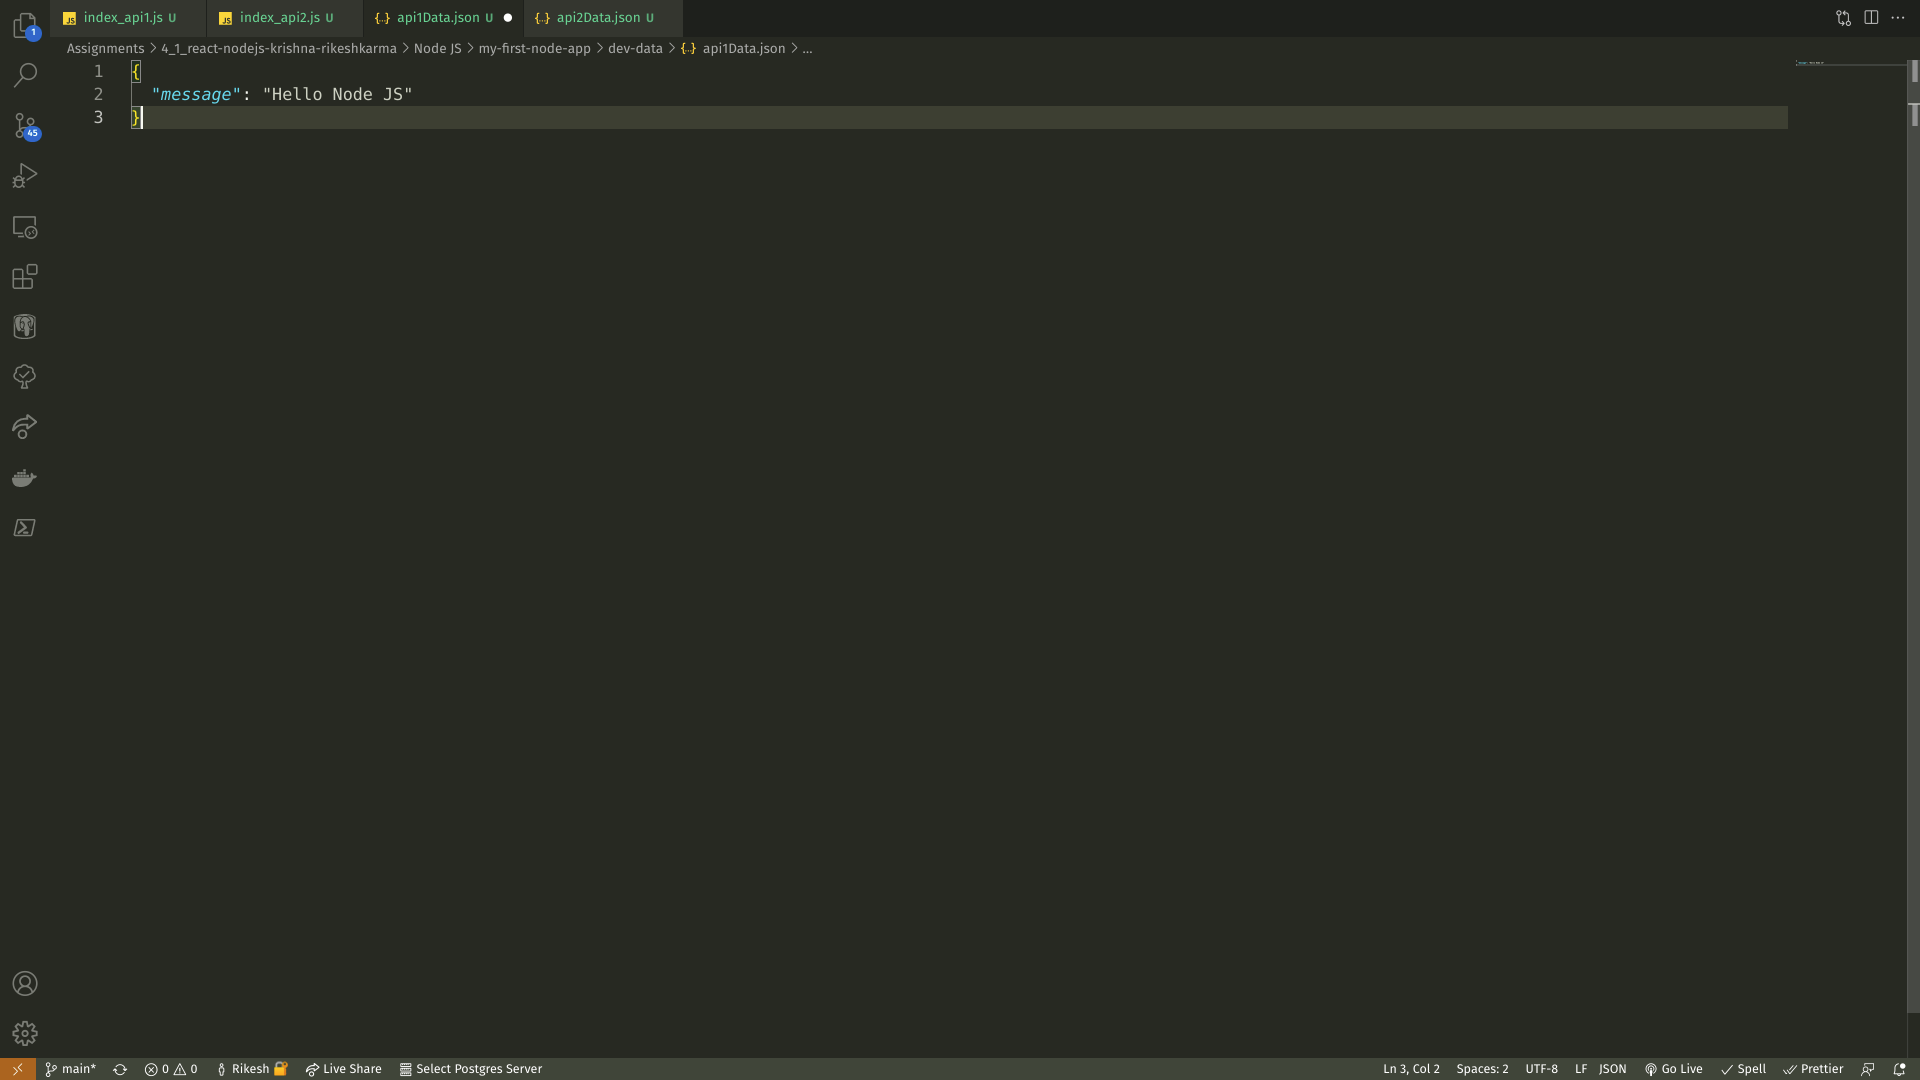 index_api1.js U index_api2.js U {..} api1Data.json U {..} api2Data.json U
Assignments > 4_1_react-nodejs-krishna-rikeshkarma > Node JS > my-first-node-app > dev-data > {..} api1Data.json > ...
1 {
2 "message": "Hello Node JS"
3 }
1
45
main* 0 0 Rikesh Live Share Select Postgres Server Ln 3, Col 2 Spaces: 2 UTF-8 LF JSON Go Live Spell Prettier